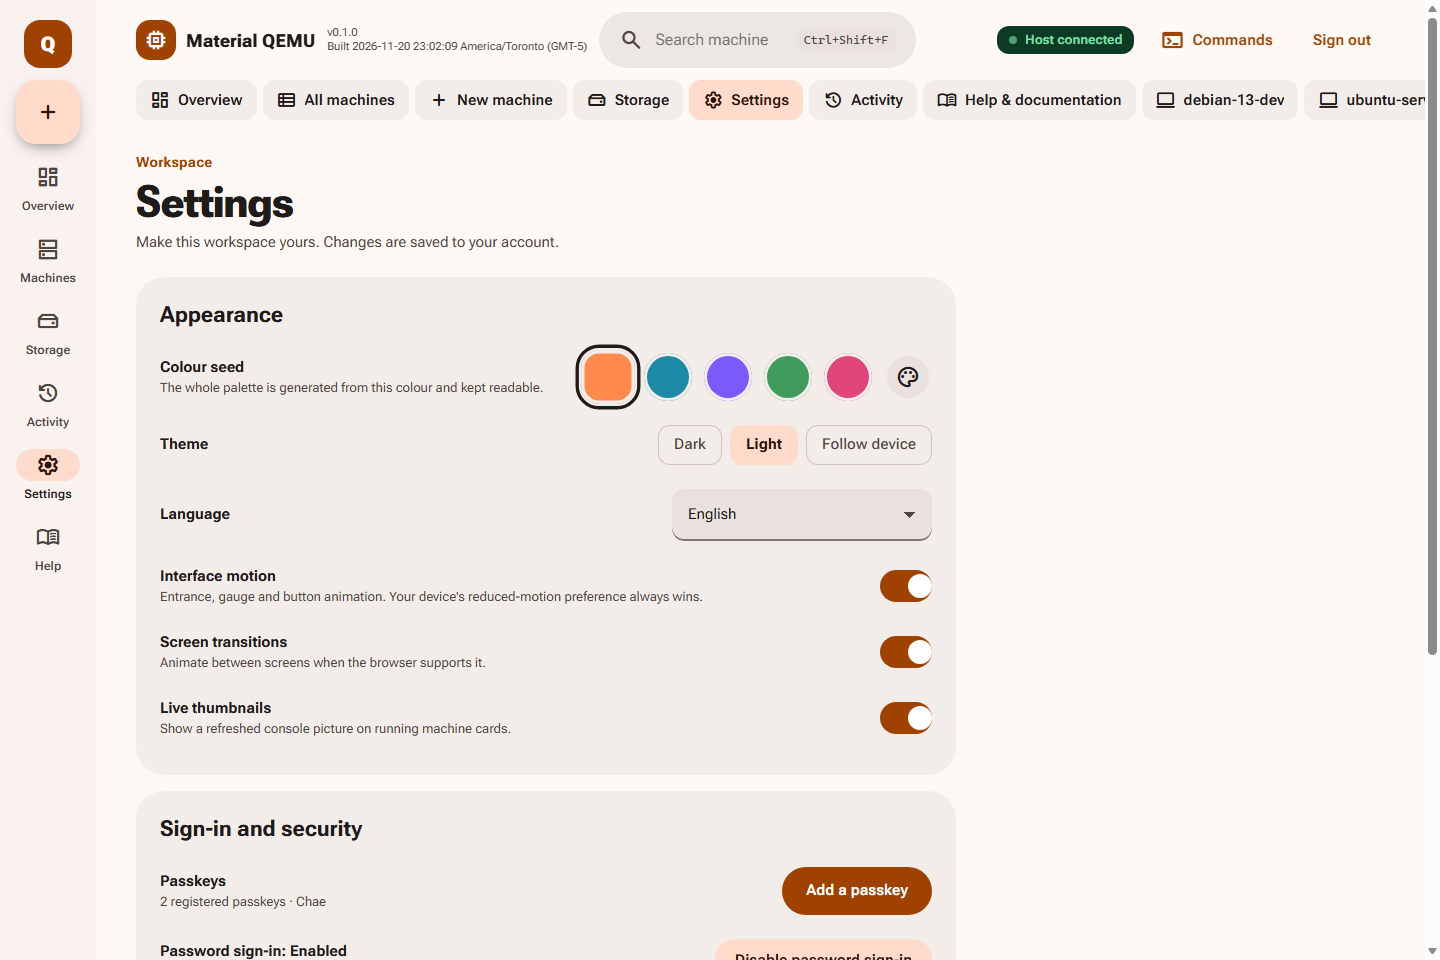 Q
Material QEMU
v0.1.0
Built 2026-11-20 23:02:09 America/Toronto (GMT-5)
Search machine
Ctrl+Shift+F
Host connected
Commands
Sign out
Overview
All machines
New machine
Storage
Settings
Activity
Help & documentation
debian-13-dev
ubuntu-ser
Overview
Machines
Storage
Activity
Settings
Help
Workspace
Settings
Make this workspace yours. Changes are saved to your account.
Appearance
Colour seed
The whole palette is generated from this colour and kept readable.
Theme
Dark
Light
Follow device
Language
English
Interface motion
Entrance, gauge and button animation. Your device's reduced-motion preference always wins.
Screen transitions
Animate between screens when the browser supports it.
Live thumbnails
Show a refreshed console picture on running machine cards.
Sign-in and security
Passkeys
2 registered passkeys · Chae
Add a passkey
Password sign-in: Enabled
Disable password sign-in